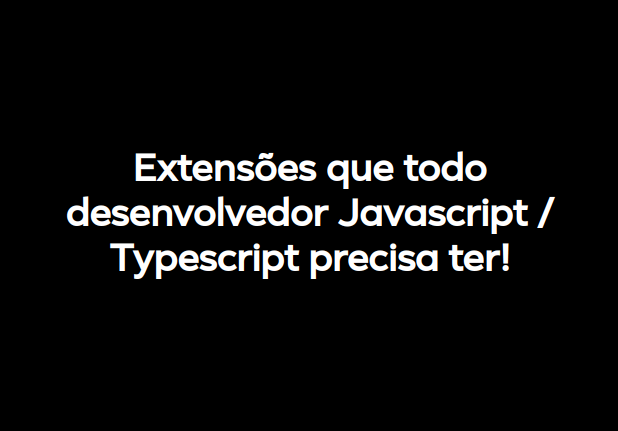 Extensões que todo
desenvolvedor Javascript /
Typescript precisa ter!